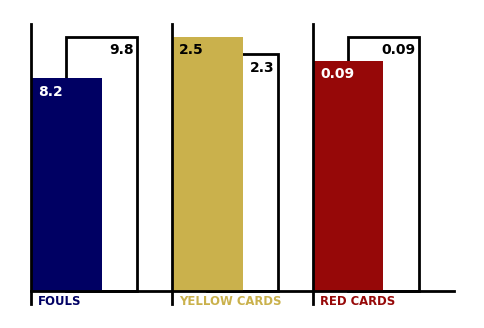 9.8
8.2
2.5
2.3
0.09
0.09
FOULS
YELLOW CARDS
RED CARDS